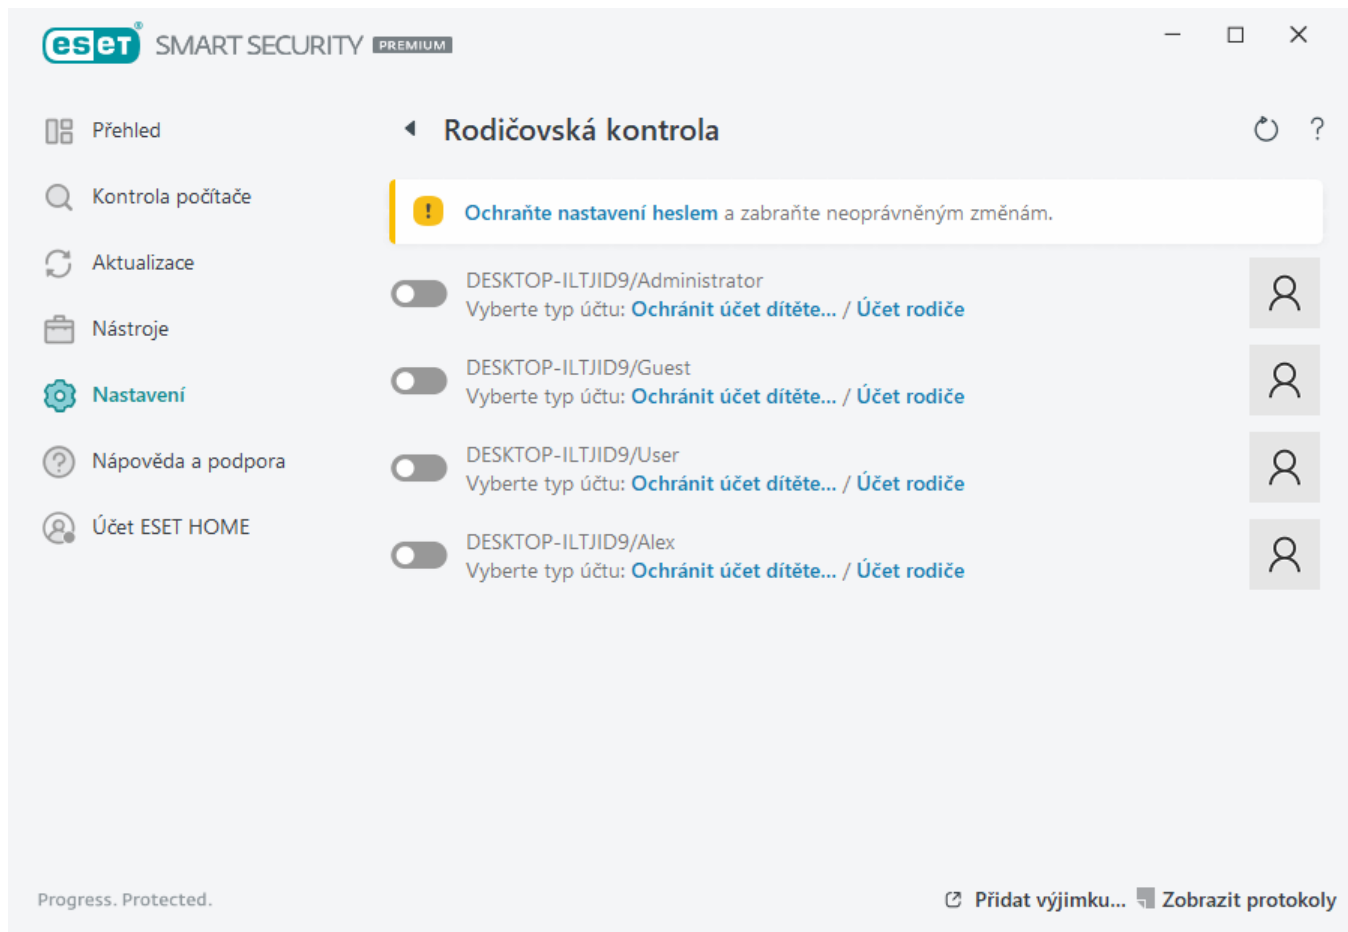 eset® SMART SECURITY PREMIUM
Přehled
Kontrola počítače
Aktualizace
Nástroje
Nastavení
Nápověda a podpora
Účet ESET HOME
Rodičovská kontrola
?
! Ochraňte nastavení heslem a zabraňte neoprávněným změnám.
DESKTOP-ILTJID9/Administrator
Vyberte typ účtu: Ochránit účet dítěte... / Účet rodiče
DESKTOP-ILTJID9/Guest
Vyberte typ účtu: Ochránit účet dítěte... / Účet rodiče
DESKTOP-ILTJID9/User
Vyberte typ účtu: Ochránit účet dítěte... / Účet rodiče
DESKTOP-ILTJID9/Alex
Vyberte typ účtu: Ochránit účet dítěte... / Účet rodiče
Progress. Protected.
Přidat výjimku... Zobrazit protokoly